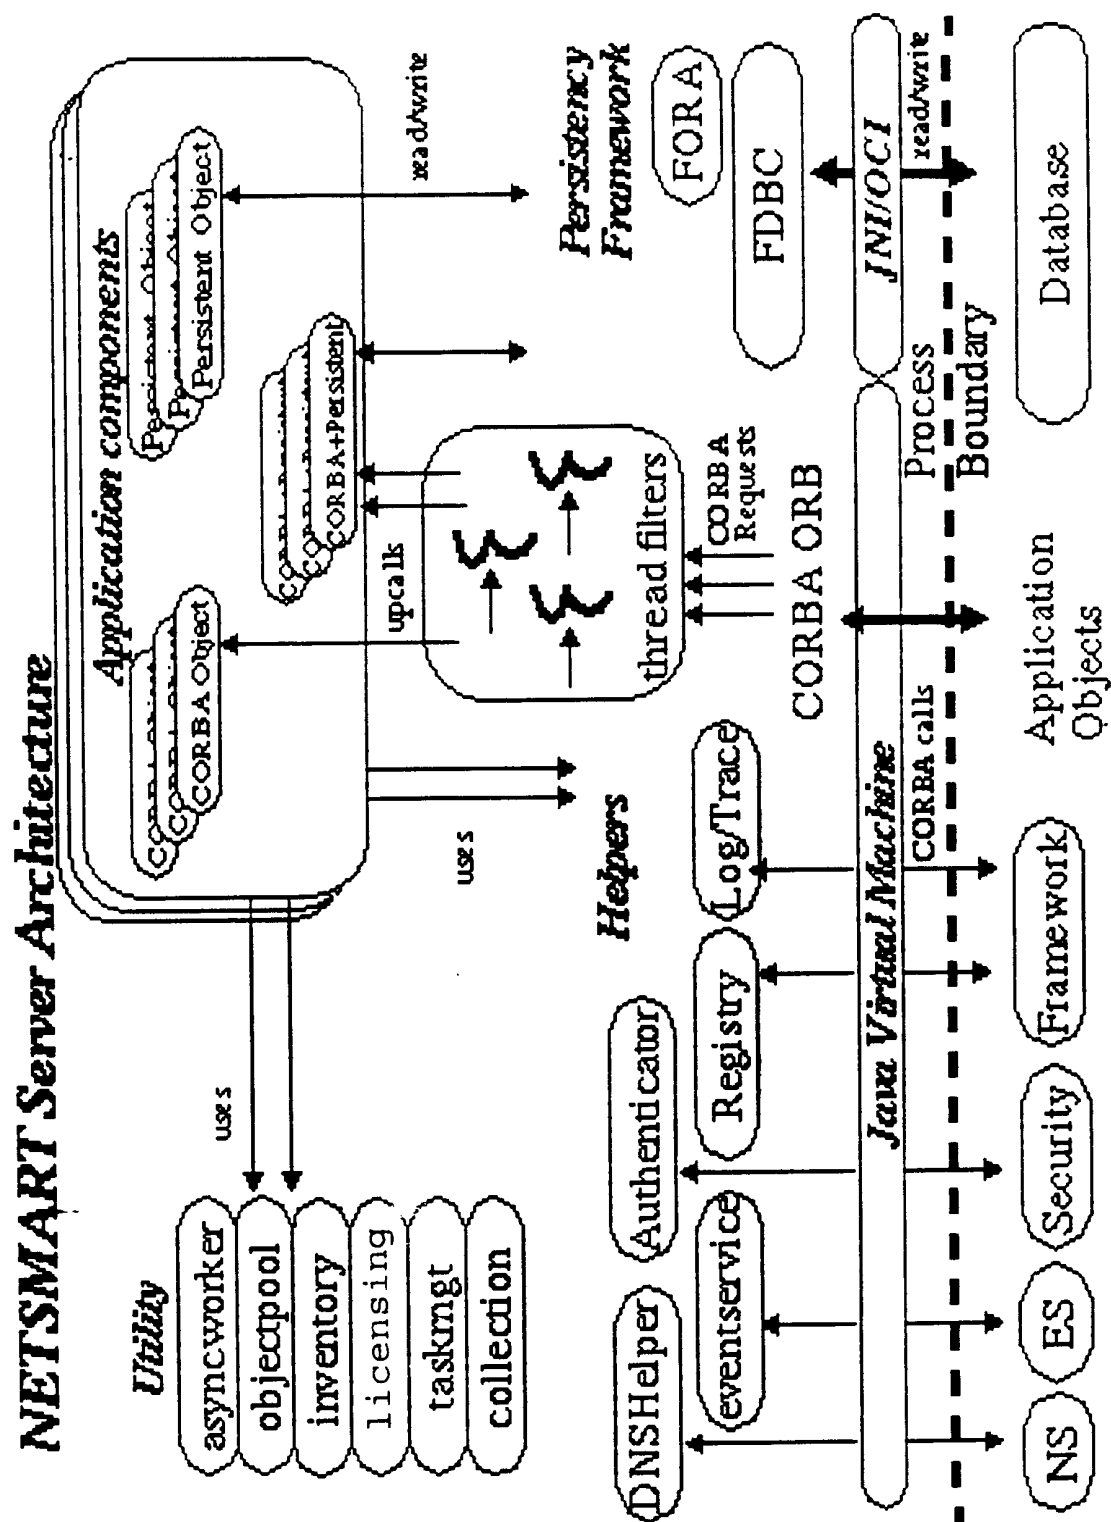 NETSMART Server Architecture
Utility
asyncworker
objectpool
inventory
licensing
taskmgt
collection
uses
Application components
CORBA Object
Persistent Object
Persistent Object
CORBA+Persistent
uses
upcalls
read/write
thread filters
CORBA
Requests
CORBA ORB
Helpers
DNSHelper
Authenticator
eventservice
Registry
Log/Trace
Persistency
Framework
FORA
FDBC
Java Virtual Machine
JNI/OCI
CORBA calls
read/write
Process
Boundary
NS
ES
Security
Framework
Application
Objects
Database